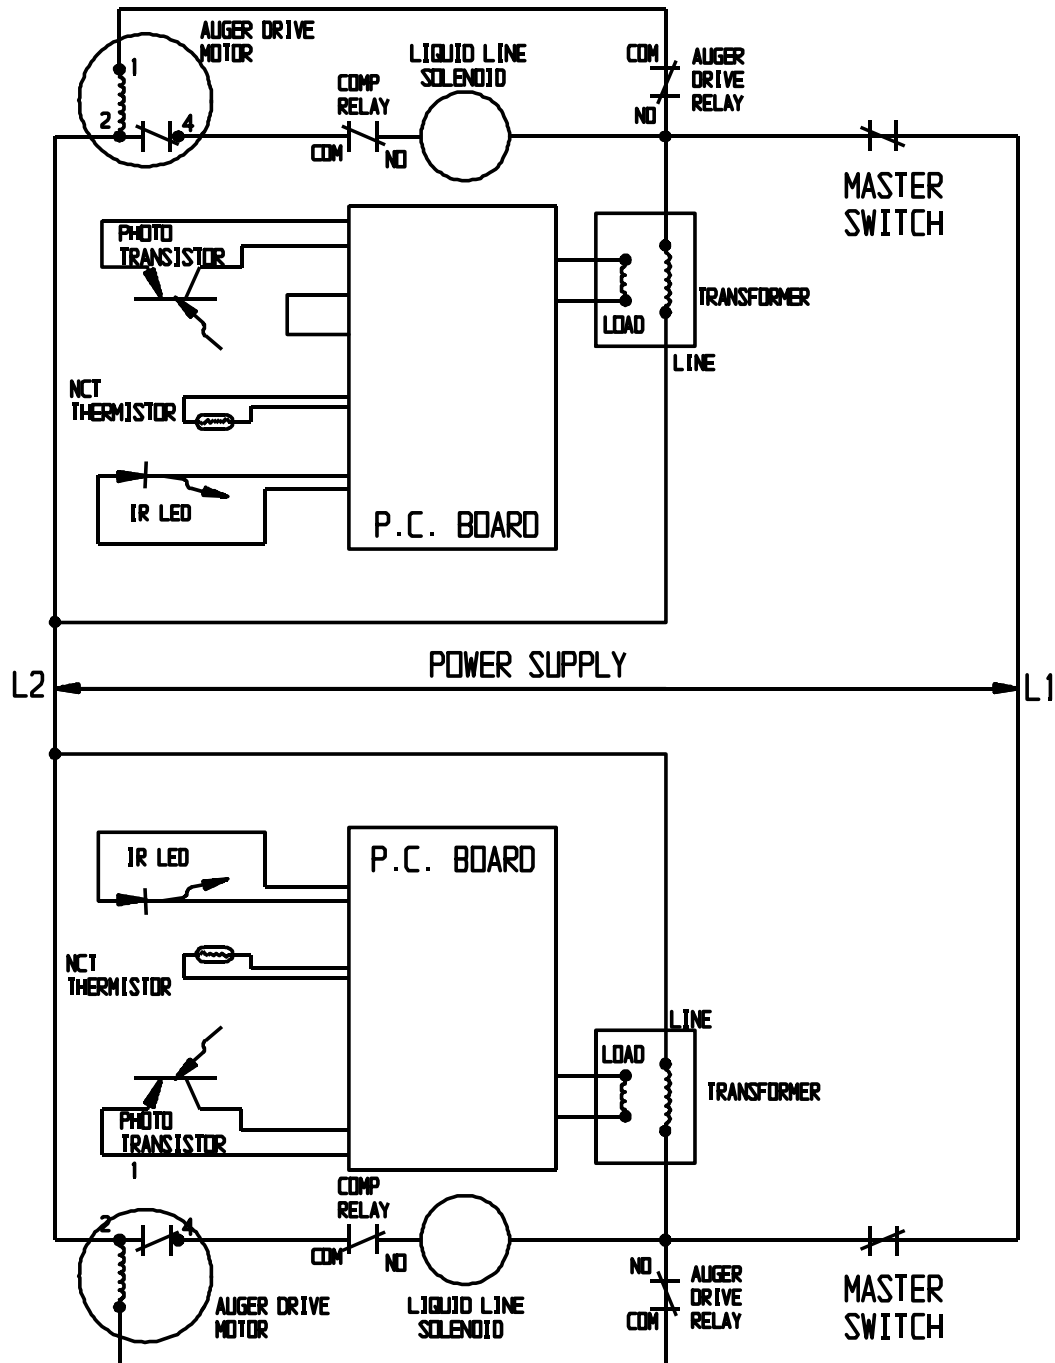 AUGER DRIVE
MOTOR
1
2
4
COMP
RELAY
COM
NO
LIQUID LINE
SOLENOID
COM
NO
AUGER
DRIVE
RELAY
MASTER
SWITCH
PHOTO
TRANSISTOR
LOAD
TRANSFORMER
LINE
NCT
THERMISTOR
IR LED
P.C. BOARD
POWER SUPPLY
L2
L1
IR LED
P.C. BOARD
NCT
THERMISTOR
LINE
LOAD
TRANSFORMER
PHOTO
TRANSISTOR
1
2
4
COMP
RELAY
COM
NO
NO
COM
AUGER
DRIVE
RELAY
MASTER
SWITCH
AUGER DRIVE
MOTOR
LIQUID LINE
SOLENOID